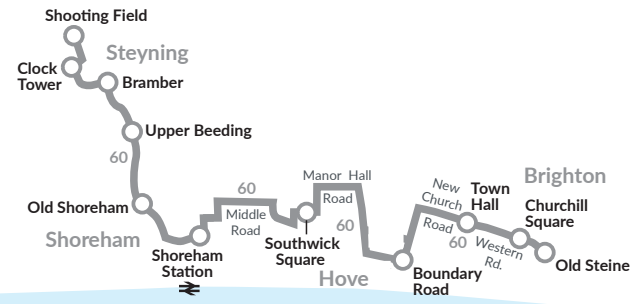 Shooting Field
Steyning
Clock
Tower
Bramber
Upper Beeding
60
Old Shoreham
Shoreham
Shoreham
Station
60
Middle
Road
Southwick
Square
Manor Hall
Road
60
Hove
Boundary
Road
New
Church
Road
60
Town
Hall
Western
Rd.
Brighton
Churchill
Square
Old Steine